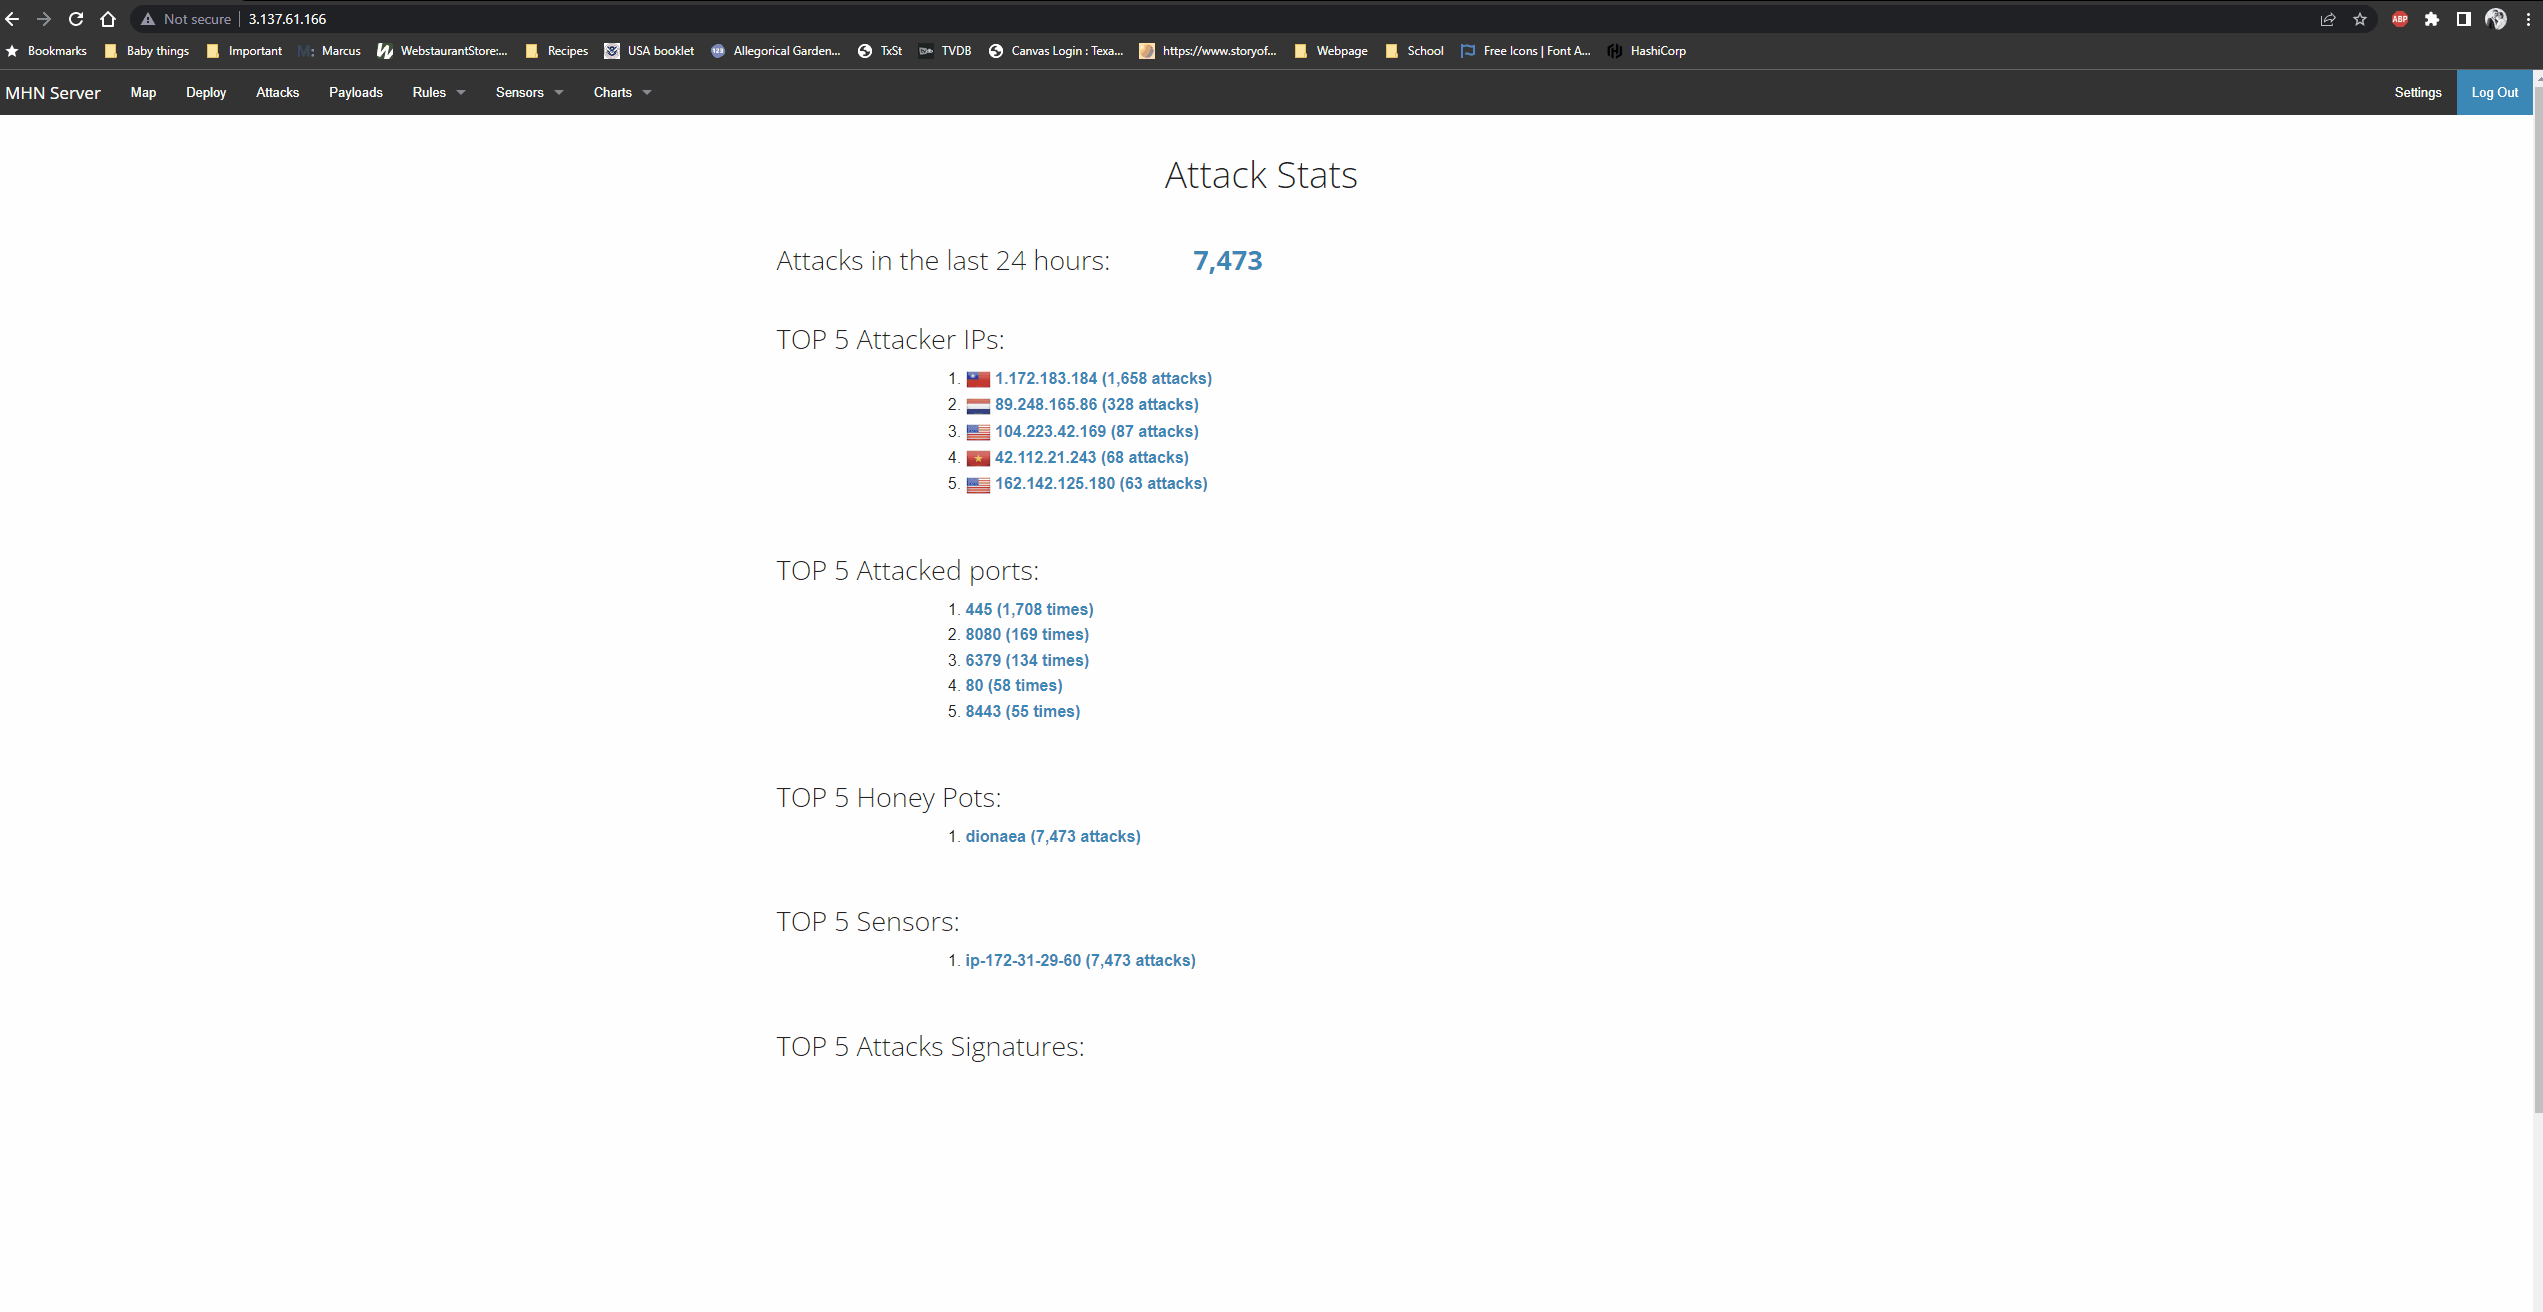 Not secure 3.137.61.166
Bookmarks Baby things Important Marcus WebstaurantStore:... Recipes USA booklet Allegorical Garden... TxSt TVDB Canvas Login : Texa... https://www.storyof... Webpage School Free Icons | Font A... HashiCorp
MHN Server Map Deploy Attacks Payloads Rules Sensors Charts Settings Log Out
Attack Stats
Attacks in the last 24 hours: 7,473
TOP 5 Attacker IPs:
1. 1.172.183.184 (1,658 attacks)
2. 89.248.165.86 (328 attacks)
3. 104.223.42.169 (87 attacks)
4. 42.112.21.243 (68 attacks)
5. 162.142.125.180 (63 attacks)
TOP 5 Attacked ports:
1. 445 (1,708 times)
2. 8080 (169 times)
3. 6379 (134 times)
4. 80 (58 times)
5. 8443 (55 times)
TOP 5 Honey Pots:
1. dionaea (7,473 attacks)
TOP 5 Sensors:
1. ip-172-31-29-60 (7,473 attacks)
TOP 5 Attacks Signatures: